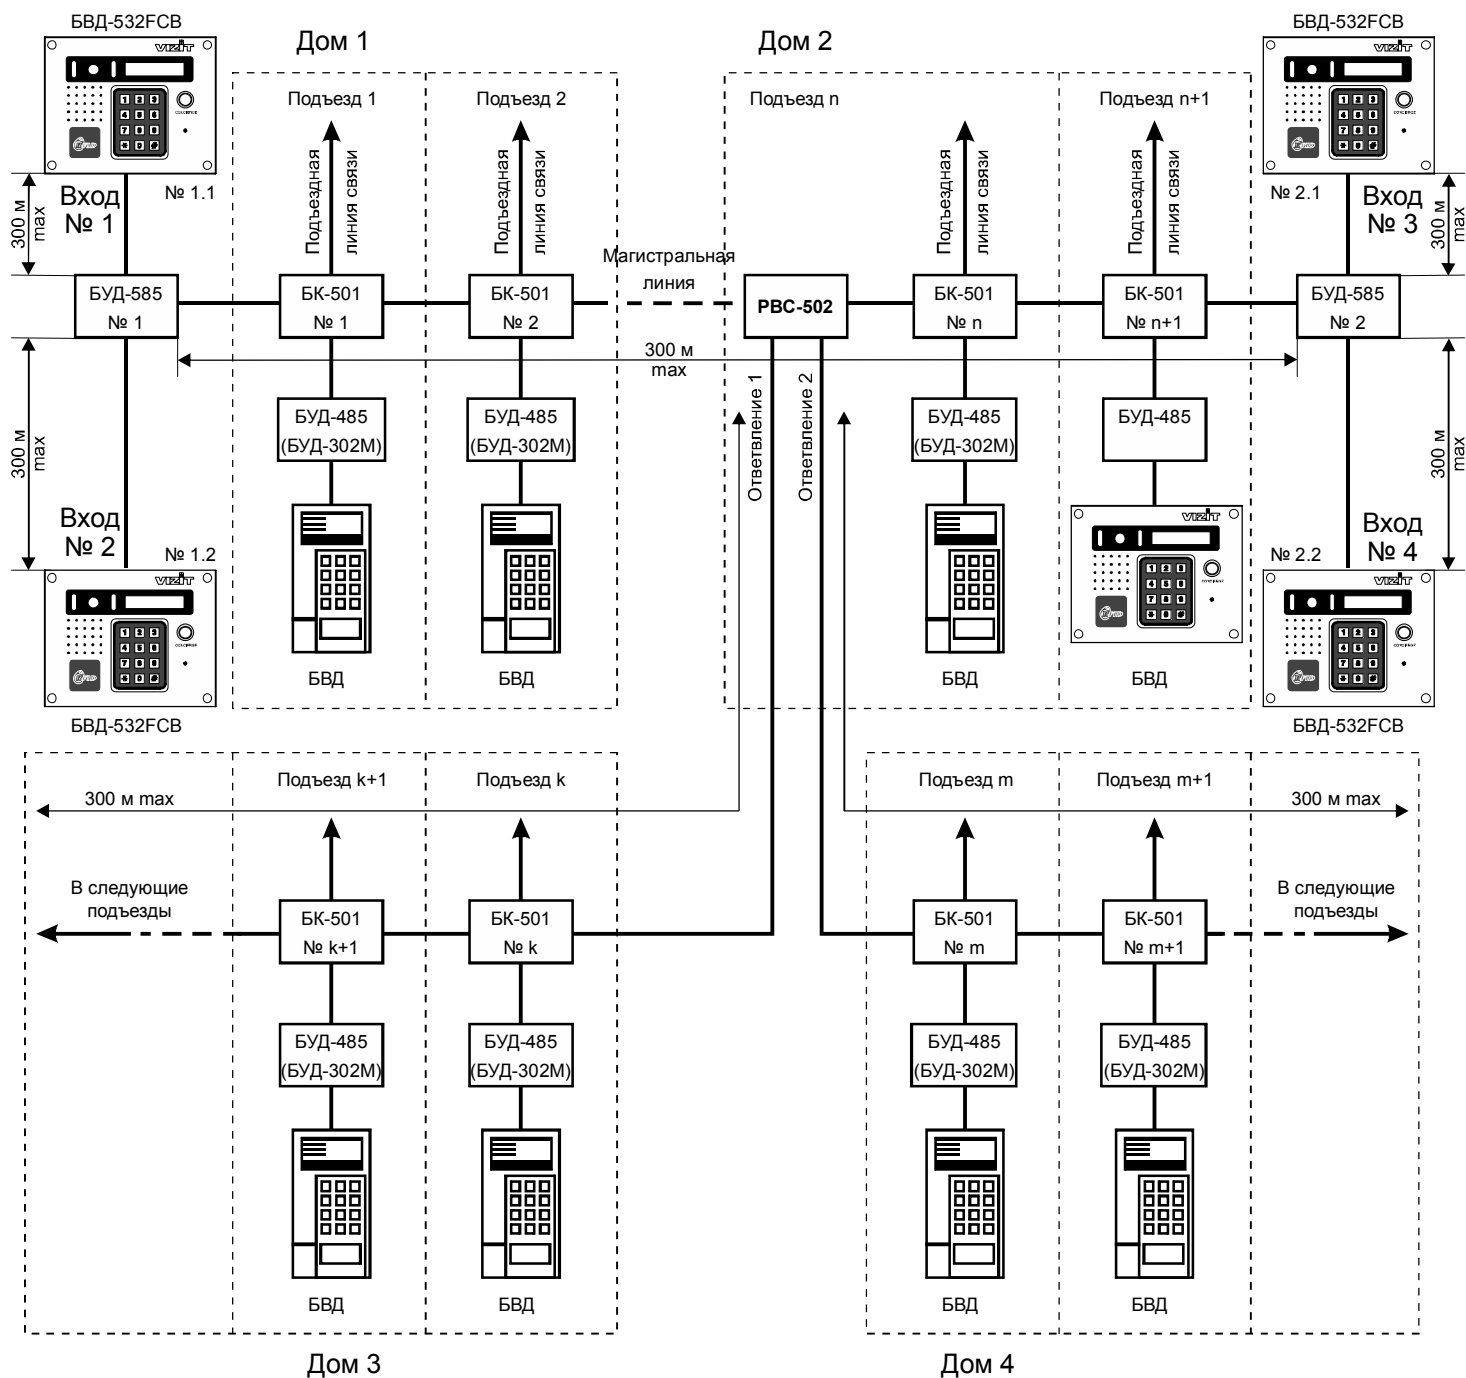 БВД-532FCB
Дом 1
Дом 2
БВД-532FCB
VIZIT
VIZIT
Подъезд 1
Подъезд 2
Подъезд n
Подъезд n+1
Подъездная
линия связи
Подъездная
линия связи
Подъездная
линия связи
Подъездная
линия связи
№ 1.1
№ 2.1
Вход
№ 1
Вход
№ 3
300 м
max
300 м
max
Магистральная
линия
БУД-585
№ 1
БК-501
№ 1
БК-501
№ 2
РВС-502
БК-501
№ n
БК-501
№ n+1
БУД-585
№ 2
300 м
max
300 м
max
300 м
max
Ответвление 1
Ответвление 2
БУД-485
(БУД-302М)
БУД-485
(БУД-302М)
БУД-485
(БУД-302М)
БУД-485
Вход
№ 2
Вход
№ 4
№ 1.2
№ 2.2
VIZIT
VIZIT
VIZIT
БВД
БВД
БВД
БВД
БВД-532FCB
БВД-532FCB
Подъезд k+1
Подъезд k
Подъезд m
Подъезд m+1
300 м max
300 м max
В следующие
подъезды
В следующие
подъезды
БК-501
№ k+1
БК-501
№ k
БК-501
№ m
БК-501
№ m+1
БУД-485
(БУД-302М)
БУД-485
(БУД-302М)
БУД-485
(БУД-302М)
БУД-485
(БУД-302М)
БВД
БВД
БВД
БВД
Дом 3
Дом 4